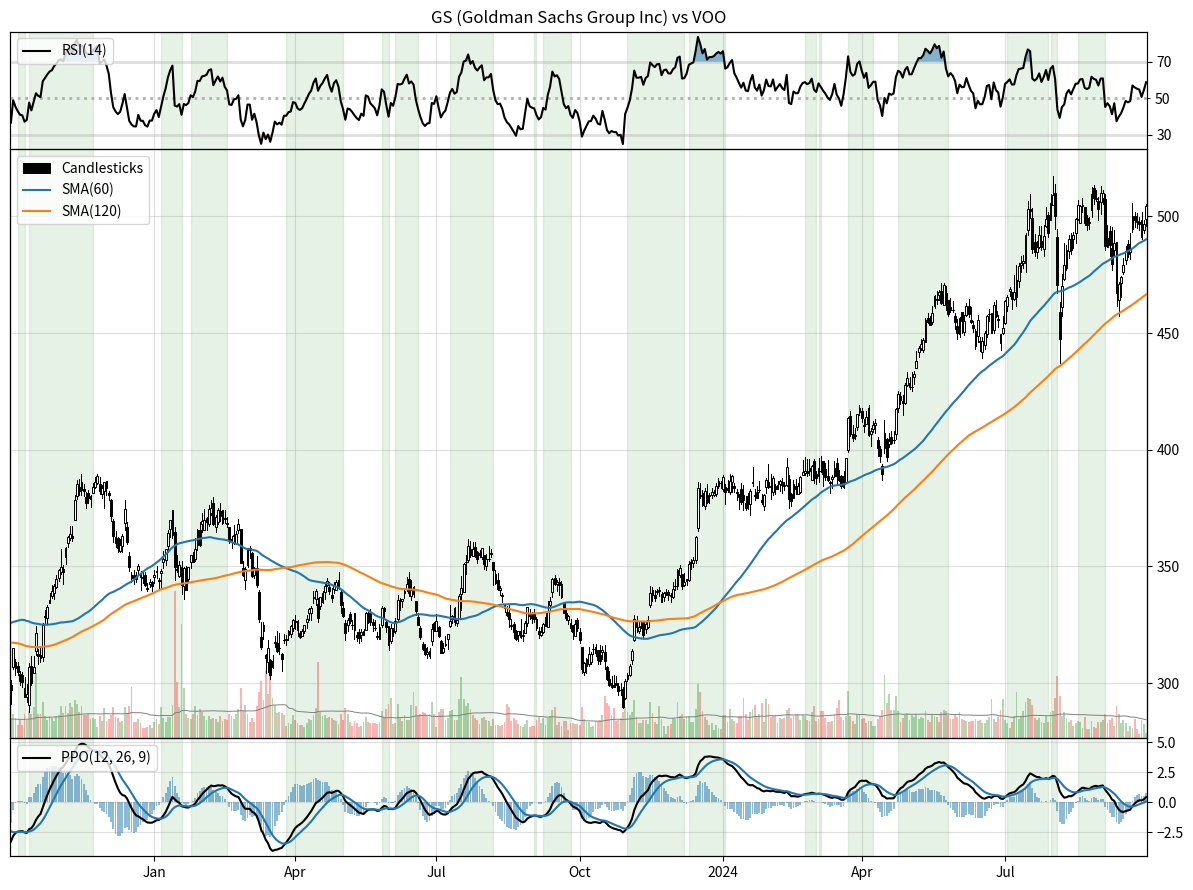 GS (Goldman Sachs Group Inc) vs VOO
RSI(14)
70
50
30
Candlesticks
SMA(60)
SMA(120)
500
450
400
350
300
PPO(12, 26, 9)
5.0
2.5
0.0
−2.5
Jan Apr Jul Oct 2024 Apr Jul